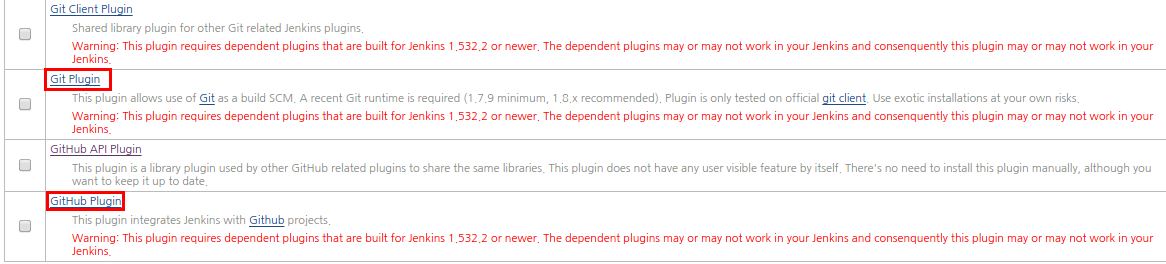 Git Client Plugin
Shared library plugin for other Git related Jenkins plugins.
Warning: This plugin requires dependent plugins that are built for Jenkins 1.532.2 or newer. The dependent plugins may or may not work in your Jenkins and consenquently this plugin may or may not work in your
Jenkins.
Git Plugin
This plugin allows use of Git as a build SCM. A recent Git runtime is required (1.7.9 minimum, 1.8.x recommended). Plugin is only tested on official git client. Use exotic installations at your own risks.
Warning: This plugin requires dependent plugins that are built for Jenkins 1.532.2 or newer. The dependent plugins may or may not work in your Jenkins and consenquently this plugin may or may not work in your
Jenkins.
GitHub API Plugin
This plugin is a library plugin used by other GitHub related plugins to share the same libraries. This plugin does not have any user visible feature by itself. There's no need to install this plugin manually, although you
want to keep it up to date.
GitHub Plugin
This plugin integrates Jenkins with Github projects.
Warning: This plugin requires dependent plugins that are built for Jenkins 1.532.2 or newer. The dependent plugins may or may not work in your Jenkins and consenquently this plugin may or may not work in your
Jenkins.